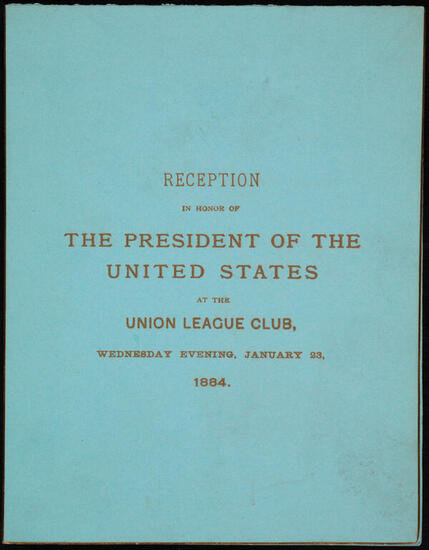 RECEPTION
IN HONOR OF
THE PRESIDENT OF THE
UNITED STATES
AT THE
UNION LEAGUE CLUB,
WEDNESDAY EVENING, JANUARY 23,
1884.